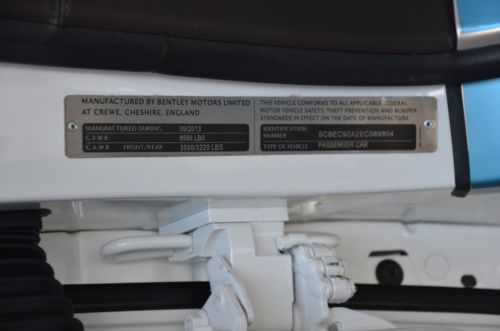 MANUFACTURED BY BENTLEY MOTORS LIMITED
AT CREWE, CHESHIRE, ENGLAND
MANUFACTURED DURING 09/2013
G.V.W.R. 6550 LBS
G.A.W.R. FRONT/REAR 3500/3220 LBS
THIS VEHICLE CONFORMS TO ALL APPLICABLE FEDERAL
MOTOR VEHICLE SAFETY, THEFT PREVENTION AND BUMPER
STANDARDS IN EFFECT ON THE DATE OF MANUFACTURE
IDENTIFICATION
NUMBER SCBEC9ZA2EC089804
TYPE OF VEHICLE PASSENGER CAR